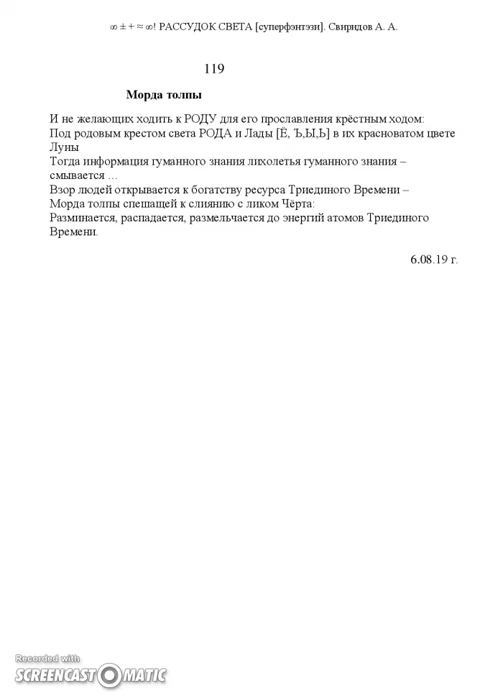 ∞ ± + ≈ ∞! РАССУДОК СВЕТА [суперфэнтэзи]. Свиридов А. А.
119
Морда толпы
И не желающих ходить к РОДУ для его прославления крёстным ходом:
Под родовым крестом света РОДА и Лады [Ё, Ъ,Ы,Ь] в их красноватом цвете
Луны
Тогда информация гуманного знания лихолетья гуманного знания –
смывается …
Взор людей открывается к богатству ресурса Триединого Времени –
Морда толпы спешащей к слиянию с ликом Чёрта:
Разминается, распадается, размельчается до энергий атомов Триединого
Времени.
6.08.19 г.
Recorded with
SCREENCAST-O-MATIC